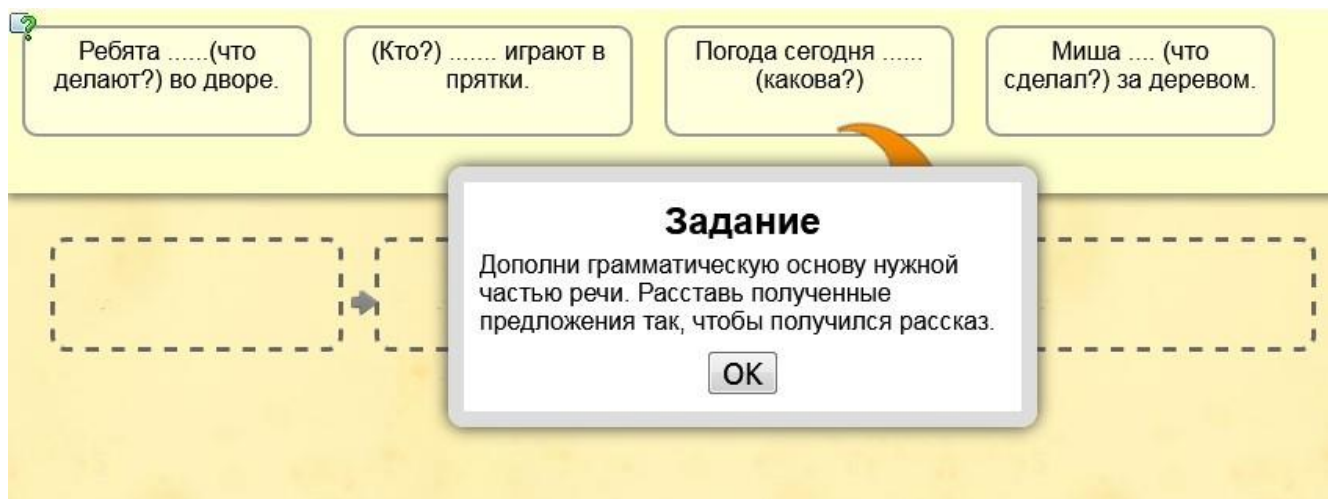 Ребята ......(что
делают?) во дворе.
(Кто?) ....... играют в
прятки.
Погода сегодня ......
(какова?)
Миша .... (что
сделал?) за деревом.
Задание
Дополни грамматическую основу нужной
частью речи. Расставь полученные
предложения так, чтобы получился рассказ.
OK